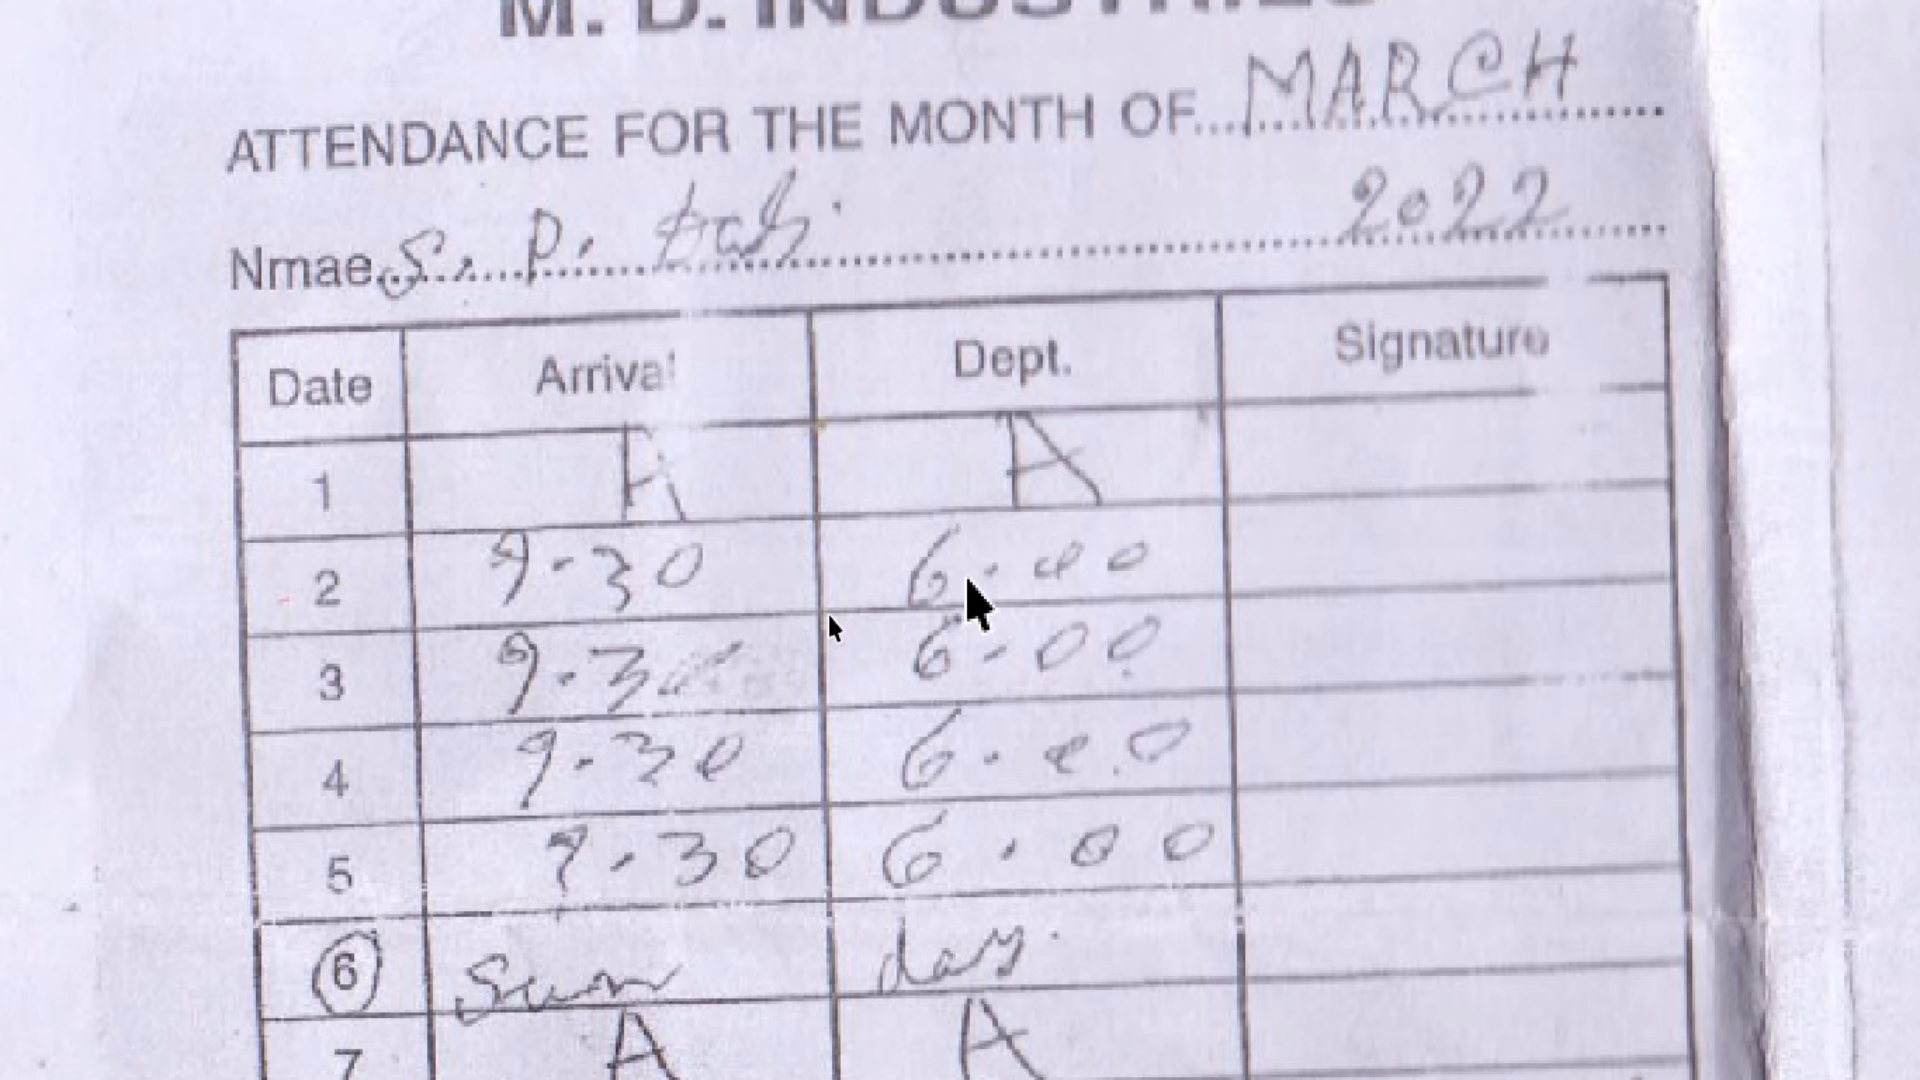 M. D. INDUSTRIES
ATTENDANCE FOR THE MONTH OF MARCH
2022
Nmae S. P.
Date Arrival Dept. Signature
1 A A
2 9-30 6-00
3 9-30 6-00
4 9-30 6-00
5 9-30 6.00
6 Sun day.
7 A A